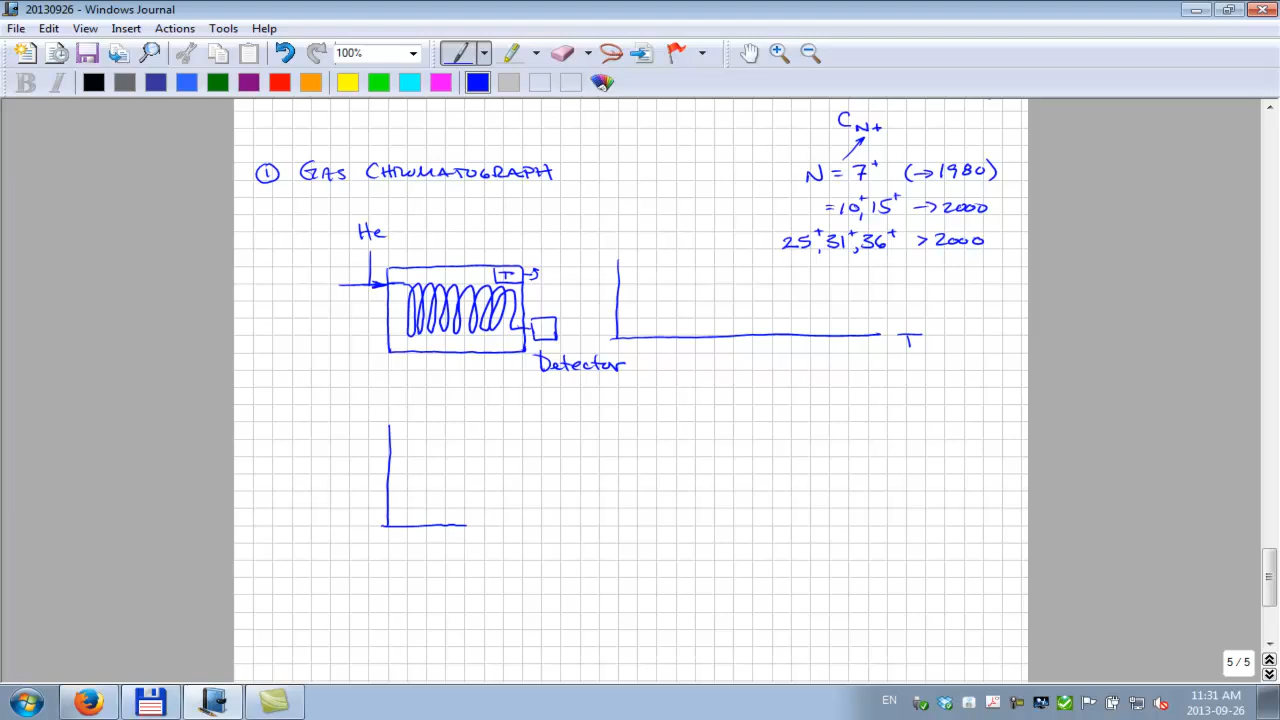 20130926 - Windows Journal
File Edit View Insert Actions Tools Help
100%
B I
C N+
① GAS CHROMATOGRAPH
N = 7+ (→1980)
= 10+, 15+ → 2000
25+, 31+, 36+ > 2000
He
T
Detector
T
5 / 5
EN
11:31 AM
2013-09-26